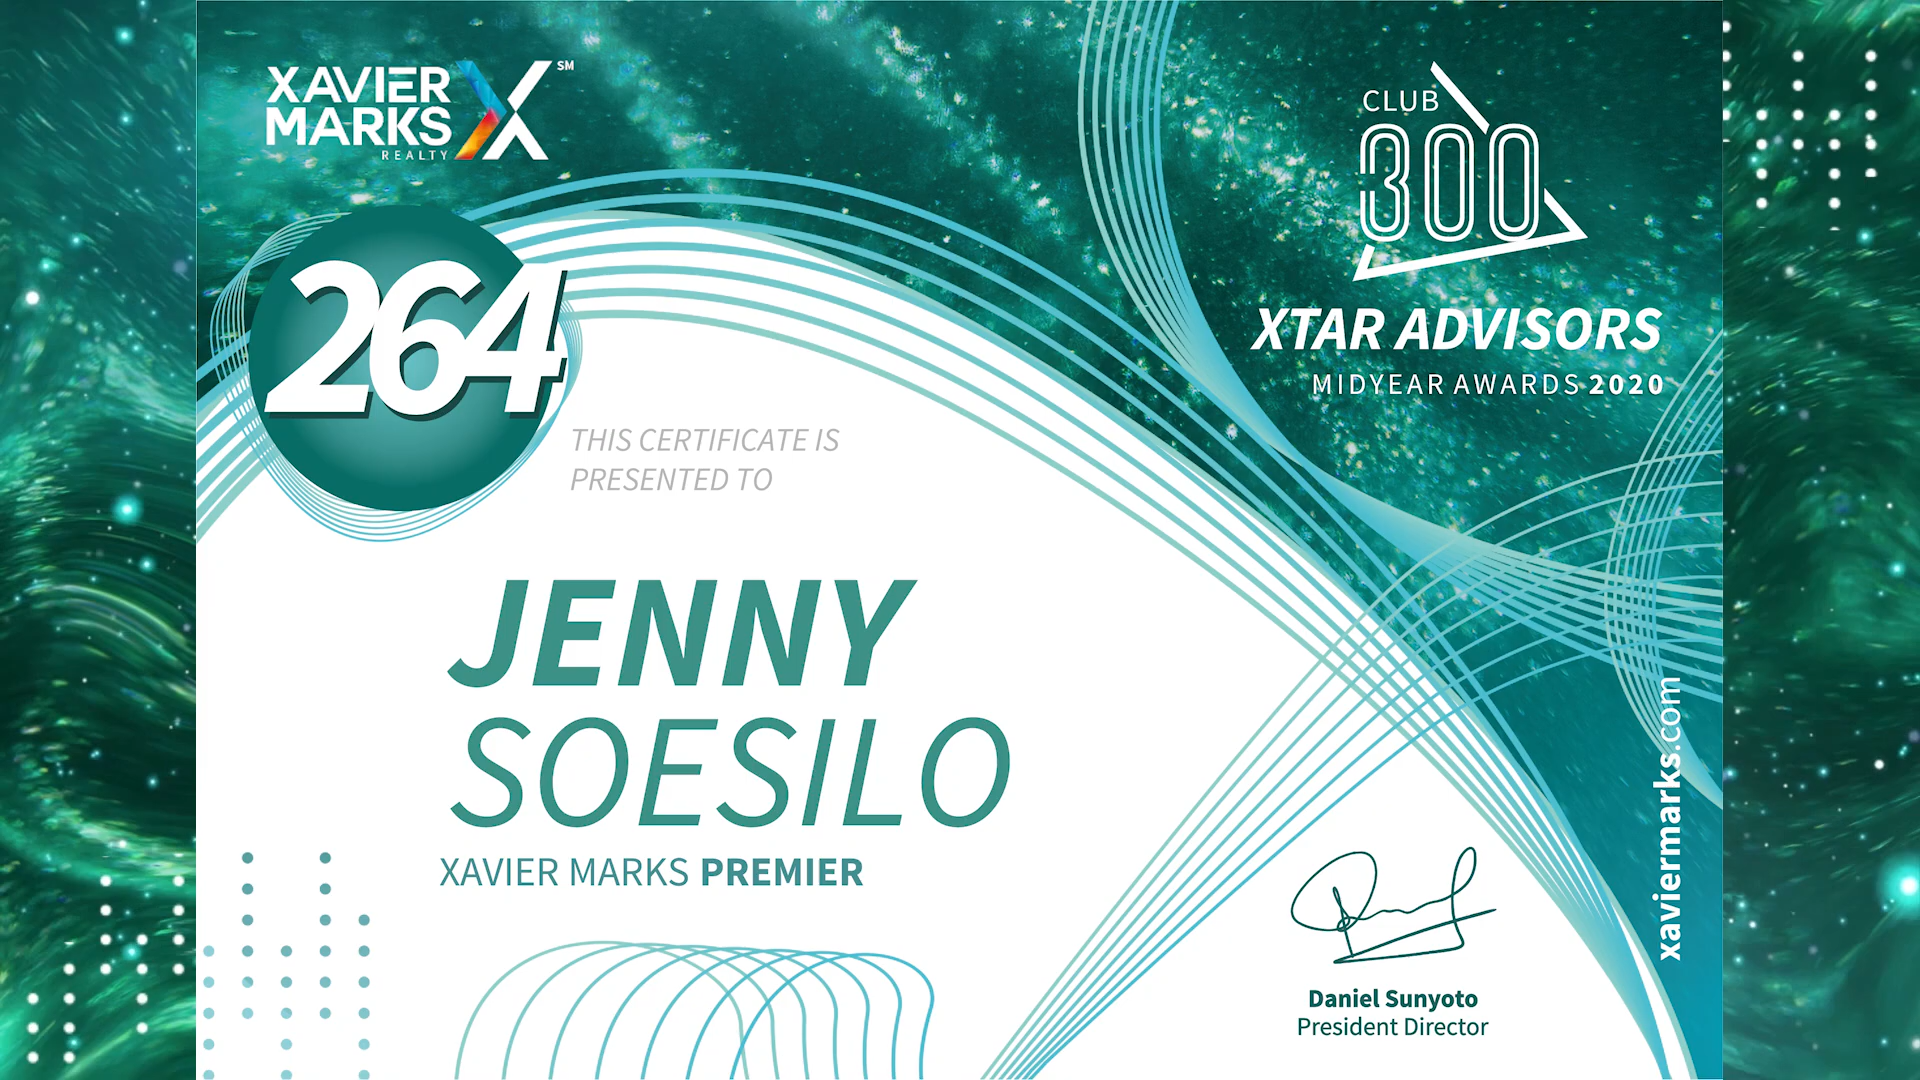 XAVIER
MARKS
REALTY
X SM
CLUB
300
XTAR ADVISORS
MIDYEAR AWARDS 2020
264
THIS CERTIFICATE IS
PRESENTED TO
JENNY
SOESILO
XAVIER MARKS PREMIER
xaviermarks.com
Daniel Sunyoto
President Director